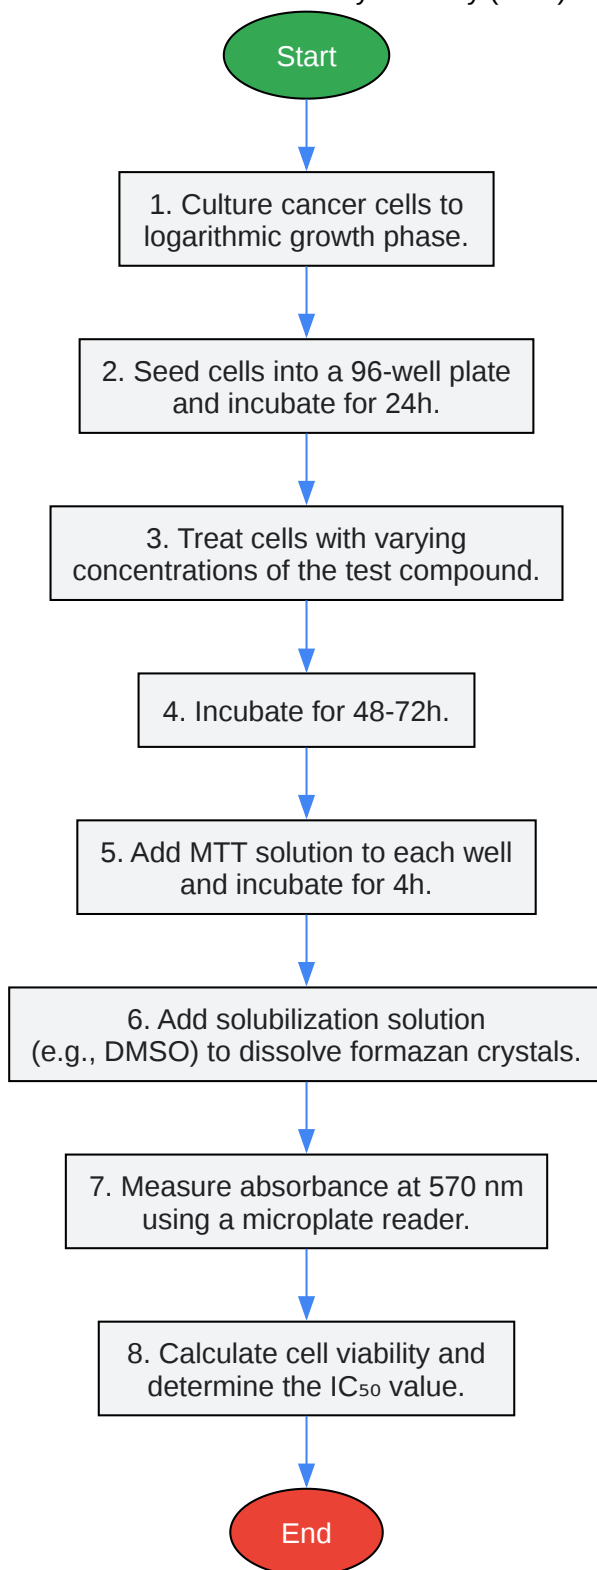 Start
1. Culture cancer cells to
logarithmic growth phase.
2. Seed cells into a 96-well plate
and incubate for 24h.
3. Treat cells with varying
concentrations of the test compound.
4. Incubate for 48-72h.
5. Add MTT solution to each well
and incubate for 4h.
6. Add solubilization solution
(e.g., DMSO) to dissolve formazan crystals.
7. Measure absorbance at 570 nm
using a microplate reader.
8. Calculate cell viability and
determine the IC₅₀ value.
End